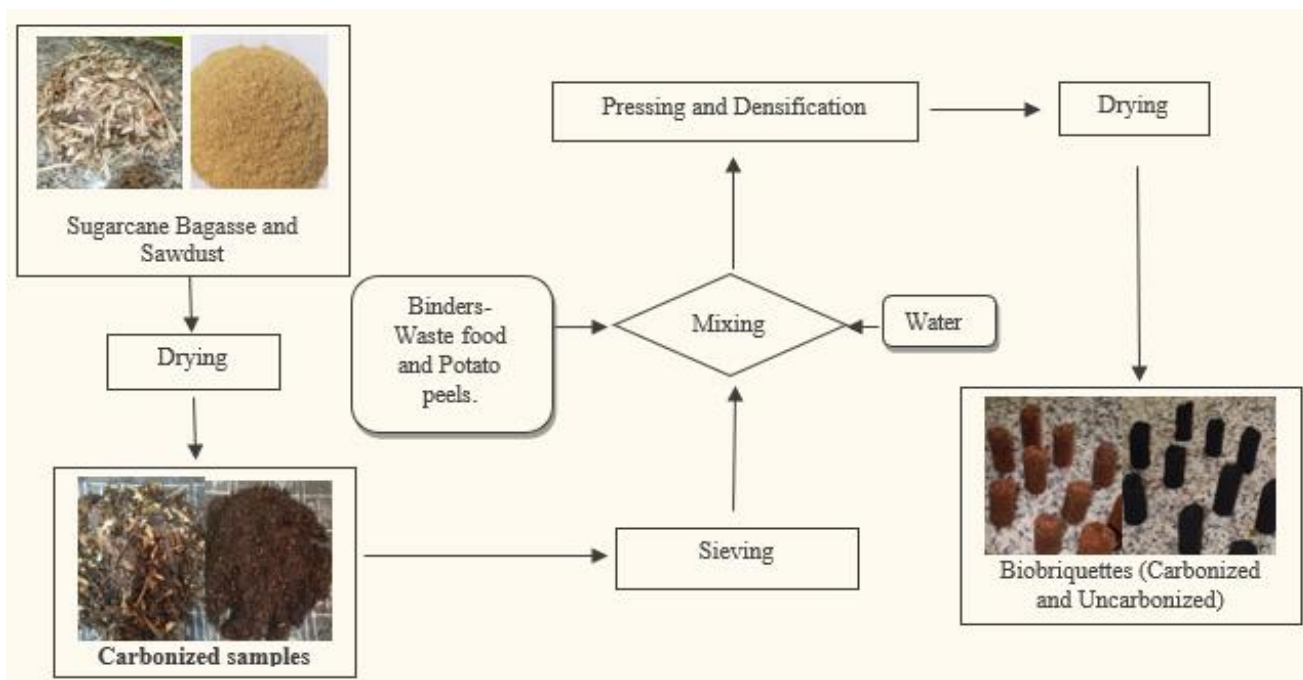 Sugarcane Bagasse and
Sawdust
Drying
Carbonized samples
Sieving
Binders-
Waste food
and Potato
peels.
Mixing
Water
Pressing and Densification
Drying
Biobriquettes (Carbonized
and Uncarbonized)